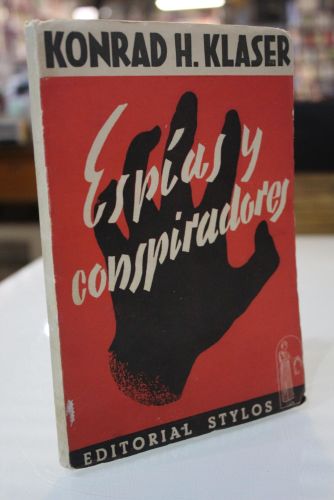 KONRAD H. KLASER
Espías y
conspiradores
EDITORIAL STYLOS